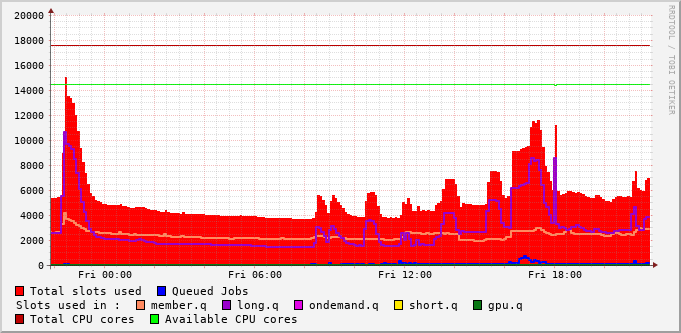 20000
18000
16000
14000
12000
10000
8000
6000
4000
2000
0
Fri 00:00 Fri 06:00 Fri 12:00 Fri 18:00
RRDTOOL / TOBI OETIKER
Total slots used Queued Jobs
Slots used in : member.q long.q ondemand.q short.q gpu.q
Total CPU cores Available CPU cores